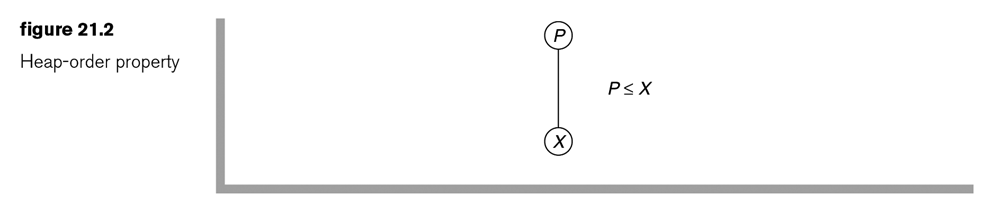 figure 21.2
Heap-order property
P
P ≤ X
X